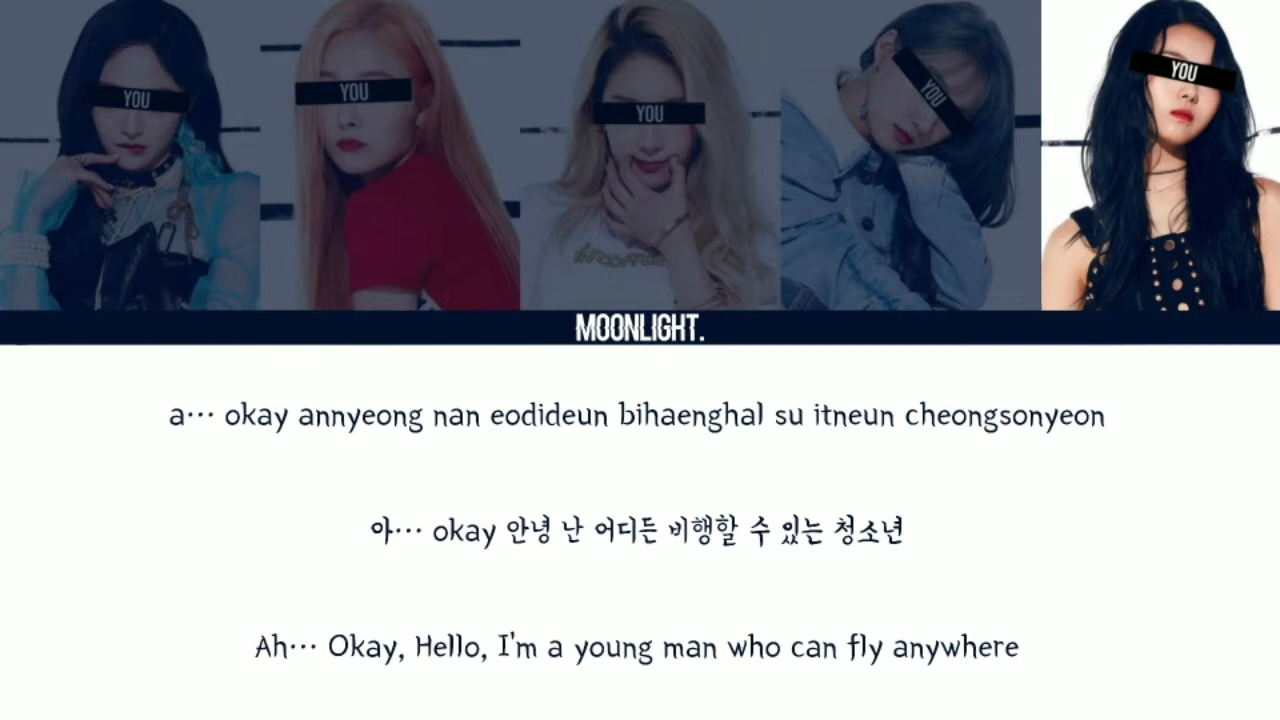 YOU
YOU
YOU
YOU
YOU
MOONLIGHT.
a… okay annyeong nan eodideun bihaenghal su itneun cheongsonyeon
아… okay 안녕 난 어디든 비행할 수 있는 청소년
Ah… Okay, Hello, I'm a young man who can fly anywhere